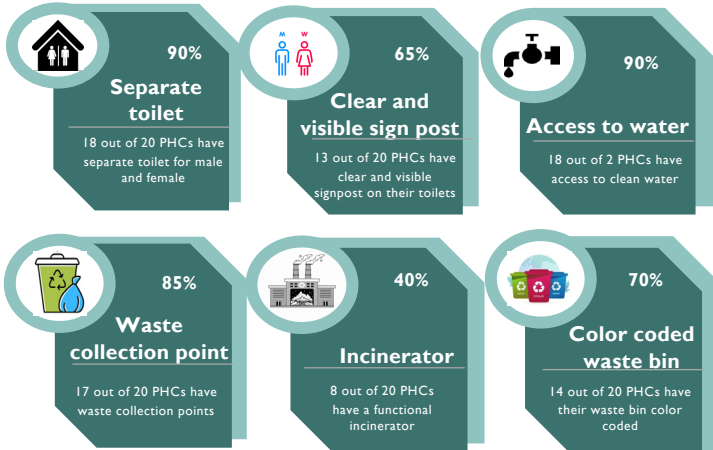 90%
Separate
toilet
18 out of 20 PHCs have
separate toilet for male
and female
M W
65%
Clear and
visible sign post
13 out of 20 PHCs have
clear and visible
signpost on their toilets
90%
Access to water
18 out of 2 PHCs have
access to clean water
85%
Waste
collection point
17 out of 20 PHCs have
waste collection points
40%
Incinerator
8 out of 20 PHCs
have a functional
incinerator
70%
Color coded
waste bin
14 out of 20 PHCs have
their waste bin color
coded